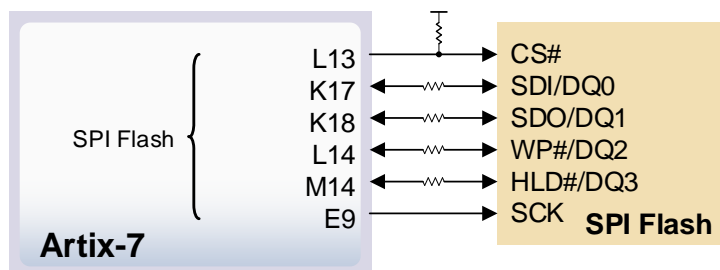 L13 CS#
K17 SDI/DQ0
K18 SDO/DQ1
SPI Flash L14 WP#/DQ2
M14 HLD#/DQ3
E9 SCK
Artix-7 SPI Flash